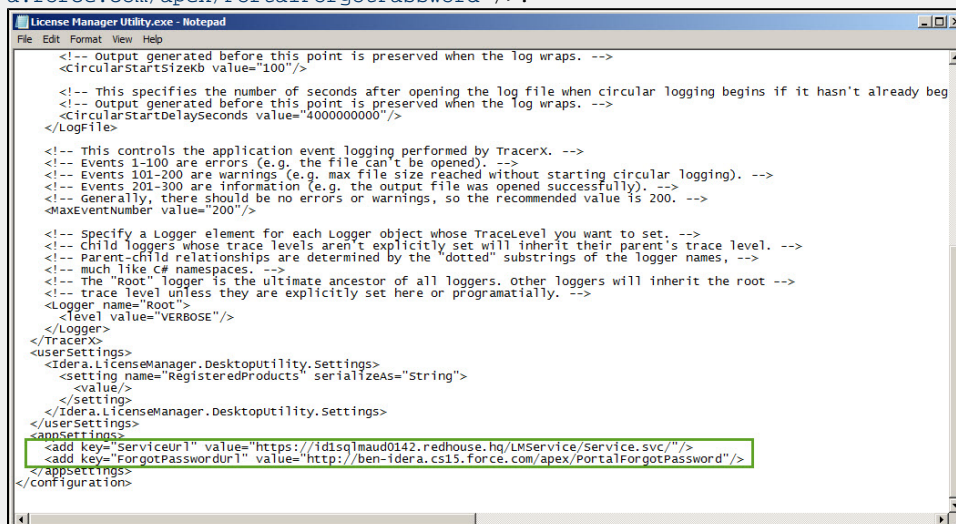 a.force.com/apex/PortalForgotPassword"/>.
License Manager Utility.exe - Notepad
File Edit Format View Help
<!-- Output generated before this point is preserved when the log wraps. -->
<CircularStartSizeKb value="100"/>
<!-- This specifies the number of seconds after opening the log file when circular logging begins if it hasn't already beg
<!-- Output generated before this point is preserved when the log wraps. -->
<CircularStartDelaySeconds value="4000000000"/>
</LogFile>
<!-- This controls the application event logging performed by TracerX. -->
<!-- Events 1-100 are errors (e.g. the file can't be opened). -->
<!-- Events 101-200 are warnings (e.g. max file size reached without starting circular logging). -->
<!-- Events 201-300 are information (e.g. the output file was opened successfully). -->
<!-- Generally, there should be no errors or warnings, so the recommended value is 200. -->
<MaxEventNumber value="200"/>
<!-- Specify a Logger element for each Logger object whose TraceLevel you want to set. -->
<!-- Child loggers whose trace levels aren't explicitly set will inherit their parent's trace level. -->
<!-- Parent-child relationships are determined by the "dotted" substrings of the logger names, -->
<!-- much like C# namespaces. -->
<!-- The "Root" logger is the ultimate ancestor of all loggers. Other loggers will inherit the root -->
<!-- trace level unless they are explicitly set here or programatially. -->
<Logger name="Root">
<level value="VERBOSE"/>
</Logger>
</TracerX>
<userSettings>
<Idera.LicenseManager.DesktopUtility.Settings>
<setting name="RegisteredProducts" serializeAs="String">
<value/>
</setting>
</Idera.LicenseManager.DesktopUtility.Settings>
</userSettings>
<appSettings>
<add key="ServiceUrl" value="https://id1sqlmaud0142.redhouse.hq/LMService/Service.svc/"/>
<add key="ForgotPasswordUrl" value="http://ben-idera.cs15.force.com/apex/PortalForgotPassword"/>
</appSettings>
</configuration>